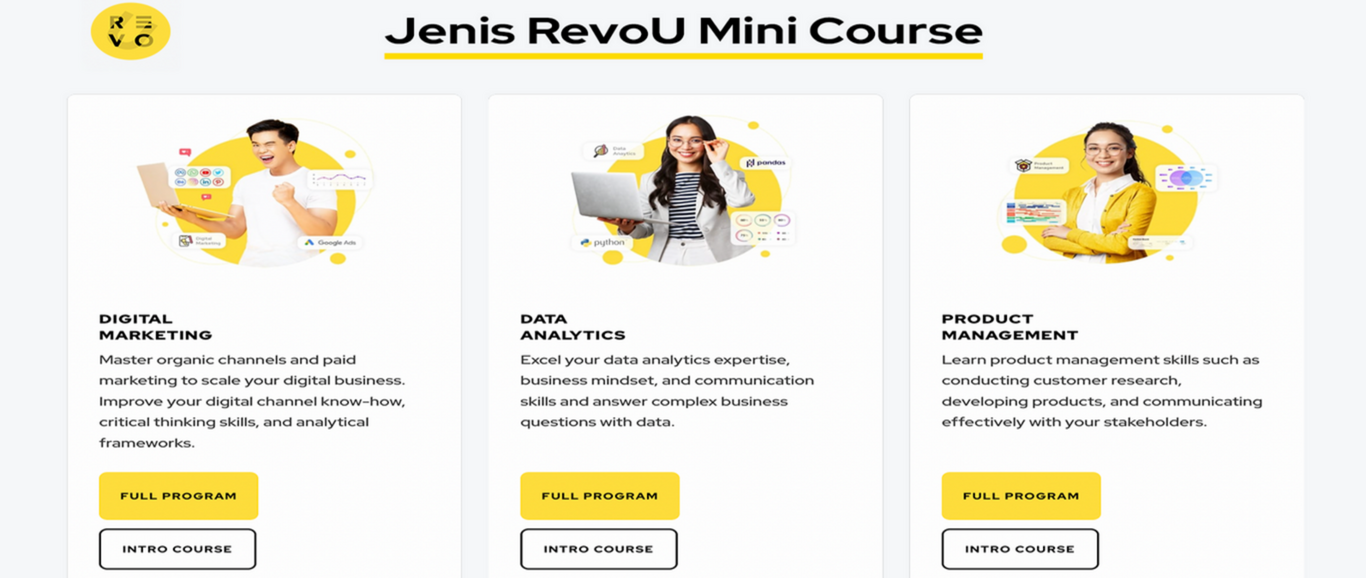 RE
VO
Jenis RevoU Mini Course
Google Ads
Digital
Marketing
Data
Analytics
pandas
python
Product
Management
DIGITAL
MARKETING
Master organic channels and paid
marketing to scale your digital business.
Improve your digital channel know-how,
critical thinking skills, and analytical
frameworks.
FULL PROGRAM
INTRO COURSE
DATA
ANALYTICS
Excel your data analytics expertise,
business mindset, and communication
skills and answer complex business
questions with data.
FULL PROGRAM
INTRO COURSE
PRODUCT
MANAGEMENT
Learn product management skills such as
conducting customer research,
developing products, and communicating
effectively with your stakeholders.
FULL PROGRAM
INTRO COURSE